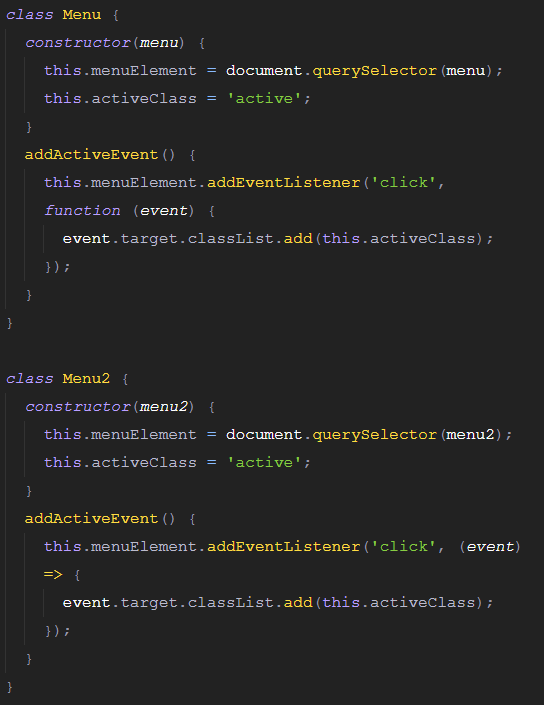 class Menu {
constructor(menu) {
this.menuElement = document.querySelector(menu);
this.activeClass = 'active';
}
addActiveEvent() {
this.menuElement.addEventListener('click',
function (event) {
event.target.classList.add(this.activeClass);
});
}
}
class Menu2 {
constructor(menu2) {
this.menuElement = document.querySelector(menu2);
this.activeClass = 'active';
}
addActiveEvent() {
this.menuElement.addEventListener('click', (event)
=> {
event.target.classList.add(this.activeClass);
});
}
}